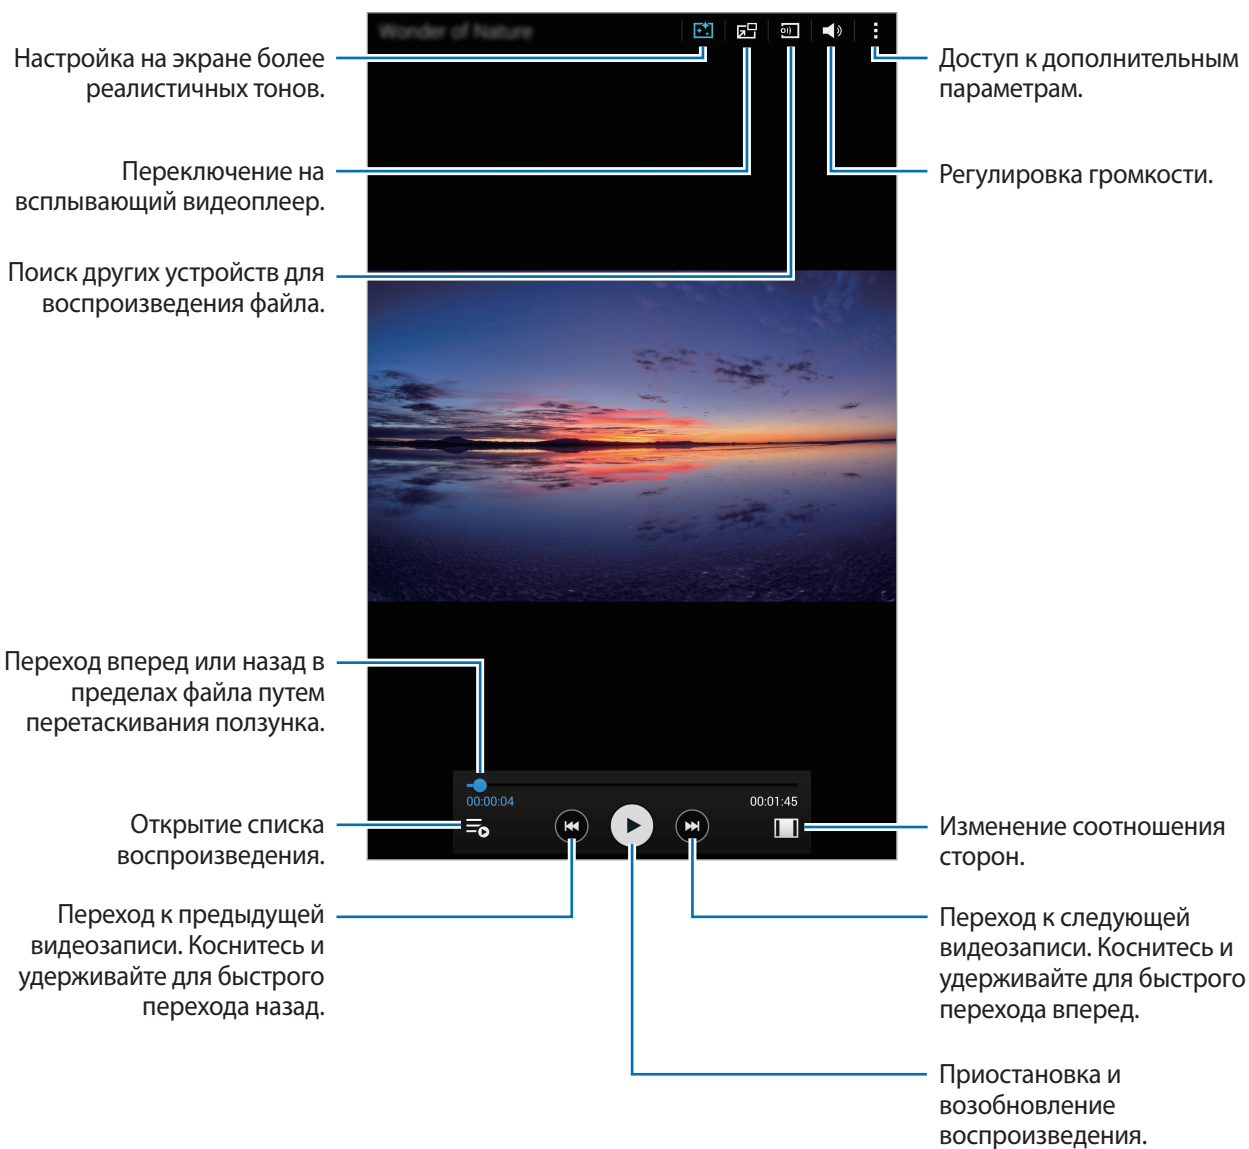 Wonder of Nature
Настройка на экране более
реалистичных тонов.
Доступ к дополнительным
параметрам.
Переключение на
всплывающий видеоплеер.
Регулировка громкости.
Поиск других устройств для
воспроизведения файла.
Переход вперед или назад в
пределах файла путем
перетаскивания ползунка.
00:00:04
00:01:45
Открытие списка
воспроизведения.
Изменение соотношения
сторон.
Переход к предыдущей
видеозаписи. Коснитесь и
удерживайте для быстрого
перехода назад.
Переход к следующей
видеозаписи. Коснитесь и
удерживайте для быстрого
перехода вперед.
Приостановка и
возобновление
воспроизведения.